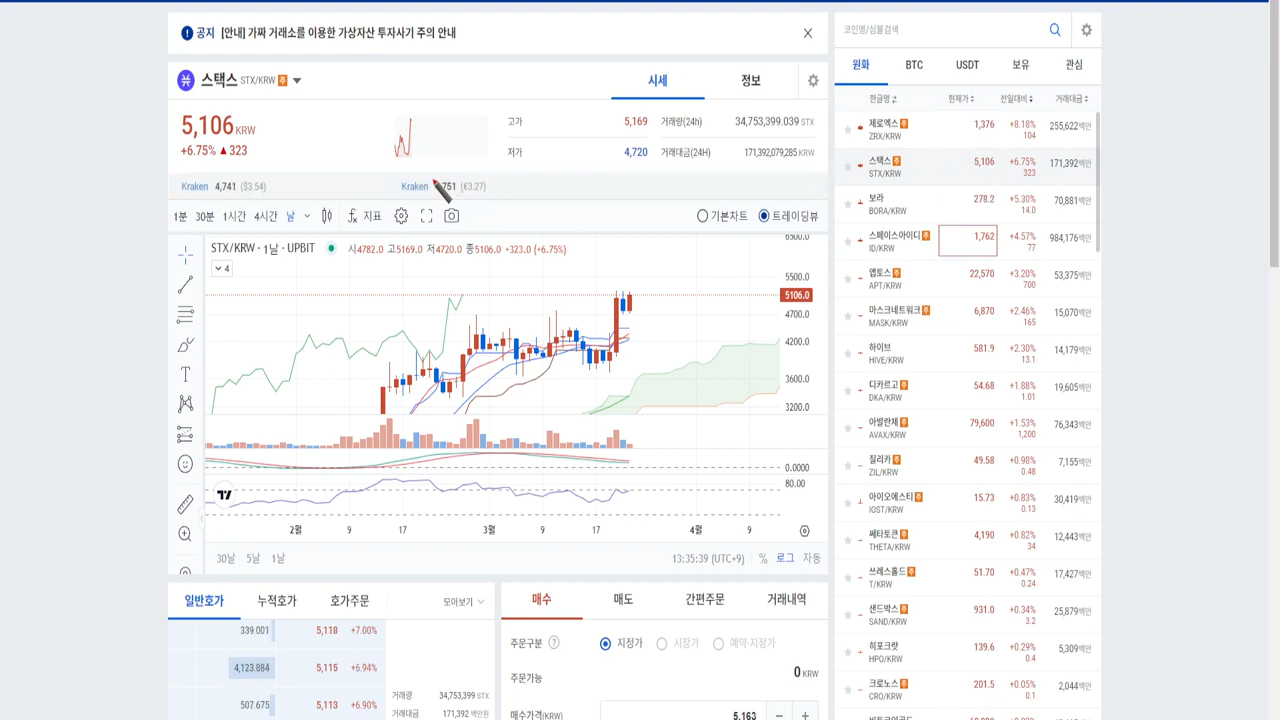 공지 [안내] 가짜 거래소를 이용한 가상자산 투자사기 주의 안내
스택스 STX/KRW 주
시세 정보
5,106 KRW
+6.75% ▲ 323
고가 5,169 거래량(24h) 34,753,399.039 STX
저가 4,720 거래대금(24H) 171,392,079,285 KRW
Kraken 4,741 ($3.54) Kraken 751 (€3.27)
1분 30분 1시간 4시간 날 지표 기본차트 트레이딩뷰
STX/KRW · 1날 · UPBIT 시4782.0 고5169.0 저4720.0 종5106.0 +323.0 (+6.75%)
4
6500.0
5500.0
5106.0
4700.0
4200.0
3600.0
3200.0
0.0000
80.00
2월 9 17 3월 9 17 4월 9
30날 5날 1날 13:35:39 (UTC+9) % 로그 자동
일반호가 누적호가 호가주문 모아보기
339.001 5,118 +7.00%
4,123.884 5,115 +6.94%
507.675 5,113 +6.90%
거래량 34,753,399 STX
거래대금 171,392 백만원
매수 매도 간편주문 거래내역
주문구분 ? 지정가 시장가 예약-지정가
주문가능 0 KRW
매수가격(KRW) 5,163 − +
코인명/심볼검색
원화 BTC USDT 보유 관심
한글명 현재가 전일대비 거래대금
제로엑스 주 1,376 +8.18% 255,622백만
ZRX/KRW 104
스택스 주 5,106 +6.75% 171,392백만
STX/KRW 323
보라 278.2 +5.30% 70,881백만
BORA/KRW 14.0
스페이스아이디 주 1,762 +4.57% 984,176백만
ID/KRW 77
앱토스 주 22,570 +3.20% 53,375백만
APT/KRW 700
마스크네트워크 주 6,870 +2.46% 15,070백만
MASK/KRW 165
하이브 581.9 +2.30% 14,179백만
HIVE/KRW 13.1
디카르고 주 54.68 +1.88% 19,605백만
DKA/KRW 1.01
아발란체 주 79,600 +1.53% 76,343백만
AVAX/KRW 1,200
질리카 주 49.58 +0.98% 7,155백만
ZIL/KRW 0.48
아이오에스티 주 15.73 +0.83% 30,419백만
IOST/KRW 0.13
쎄타토큰 주 4,190 +0.82% 12,443백만
THETA/KRW 34
쓰레스홀드 주 51.70 +0.47% 17,427백만
T/KRW 0.24
샌드박스 주 931.0 +0.34% 25,879백만
SAND/KRW 3.2
히포크랏 139.6 +0.29% 5,309백만
HPO/KRW 0.4
크로노스 주 201.5 +0.05% 2,044백만
CRO/KRW 0.1